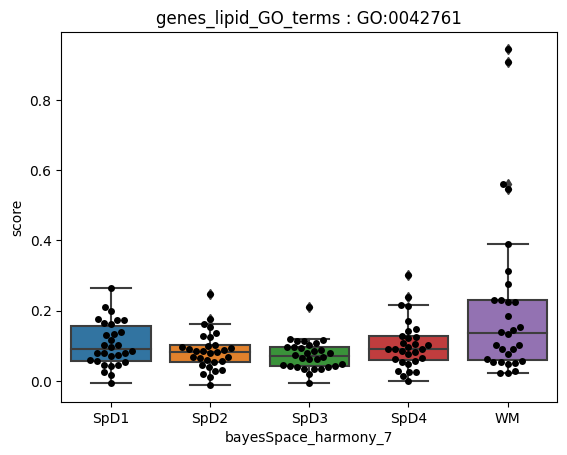 genes_lipid_GO_terms : GO:0042761
score
0.8
0.6
0.4
0.2
0.0
SpD1 SpD2 SpD3 SpD4 WM
bayesSpace_harmony_7